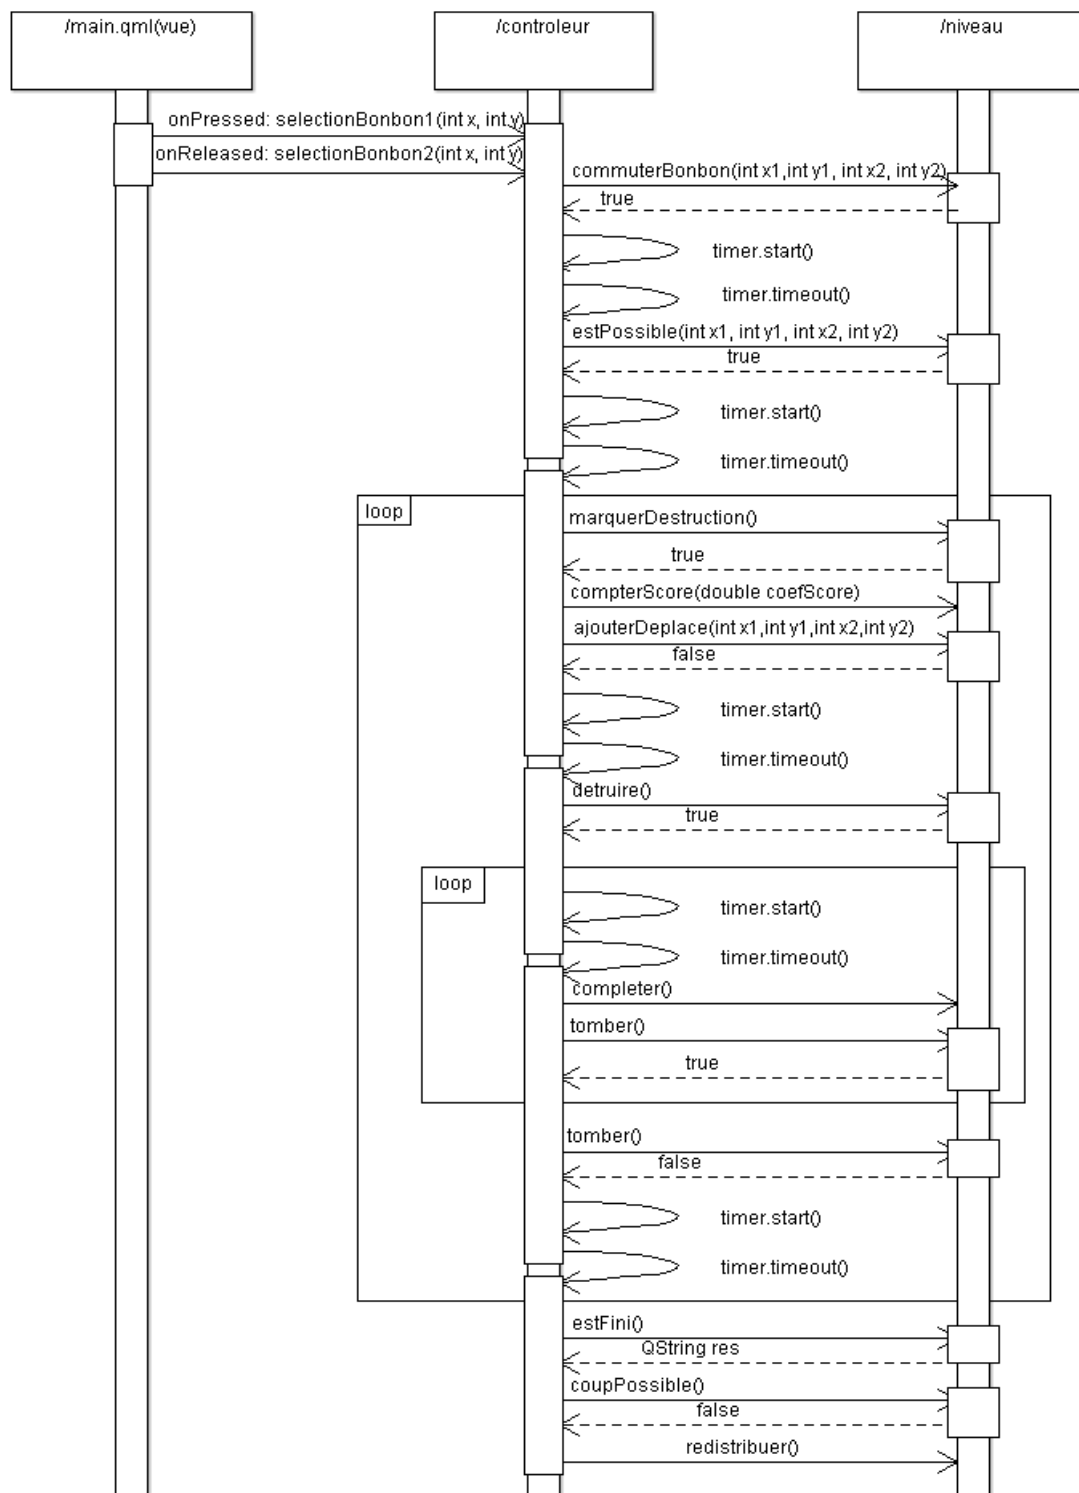 /main.qml(vue)
/controleur
/niveau
onPressed: selectionBonbon1(int x, int y)
onReleased: selectionBonbon2(int x, int y)
commuterBonbon(int x1,int y1, int x2, int y2)
true
timer.start()
timer.timeout()
estPossible(int x1, int y1, int x2, int y2)
true
timer.start()
timer.timeout()
loop
marquerDestruction()
true
compterScore(double coefScore)
ajouterDeplace(int x1,int y1,int x2,int y2)
false
timer.start()
timer.timeout()
detruire()
true
loop
timer.start()
timer.timeout()
completer()
tomber()
true
tomber()
false
timer.start()
timer.timeout()
estFini()
QString res
coupPossible()
false
redistribuer()